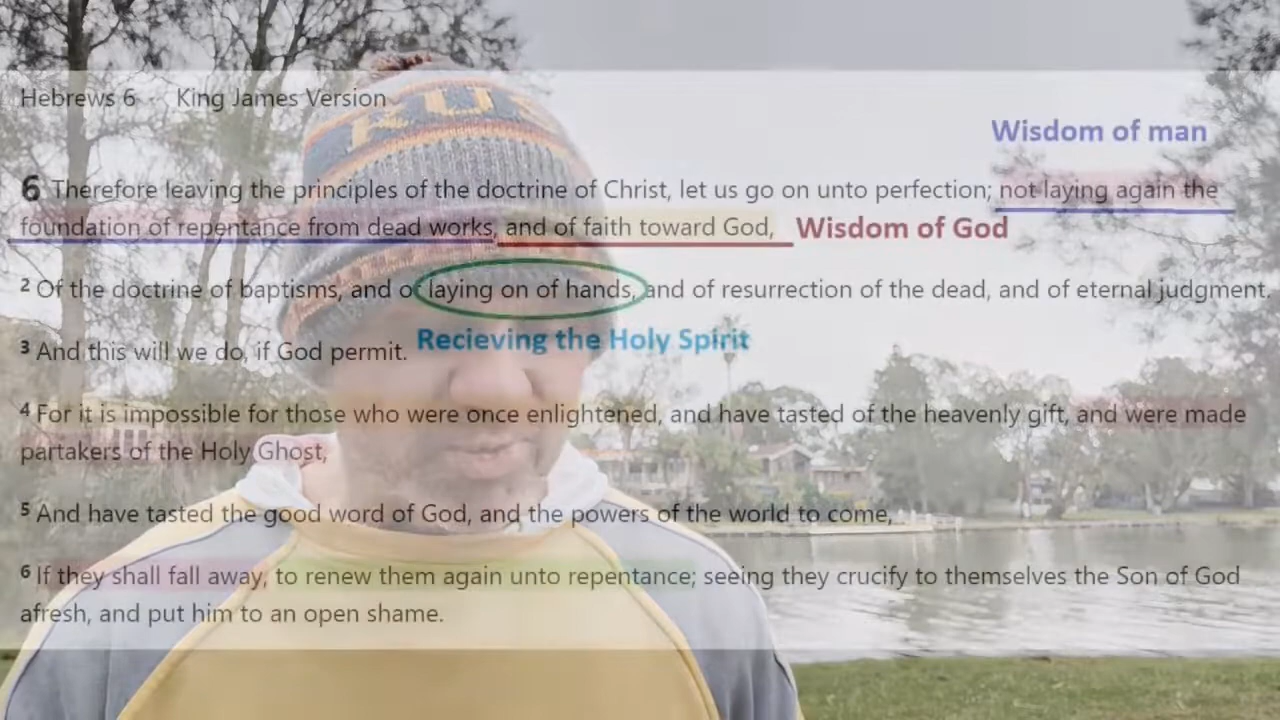 Hebrews 6 King James Version
Wisdom of man
6 Therefore leaving the principles of the doctrine of Christ, let us go on unto perfection; not laying again the
foundation of repentance from dead works, and of faith toward God, Wisdom of God
2 Of the doctrine of baptisms, and of laying on of hands, and of resurrection of the dead, and of eternal judgment.
Recieving the Holy Spirit
3 And this will we do, if God permit.
4 For it is impossible for those who were once enlightened, and have tasted of the heavenly gift, and were made
partakers of the Holy Ghost,
5 And have tasted the good word of God, and the powers of the world to come,
6 If they shall fall away, to renew them again unto repentance; seeing they crucify to themselves the Son of God
afresh, and put him to an open shame.